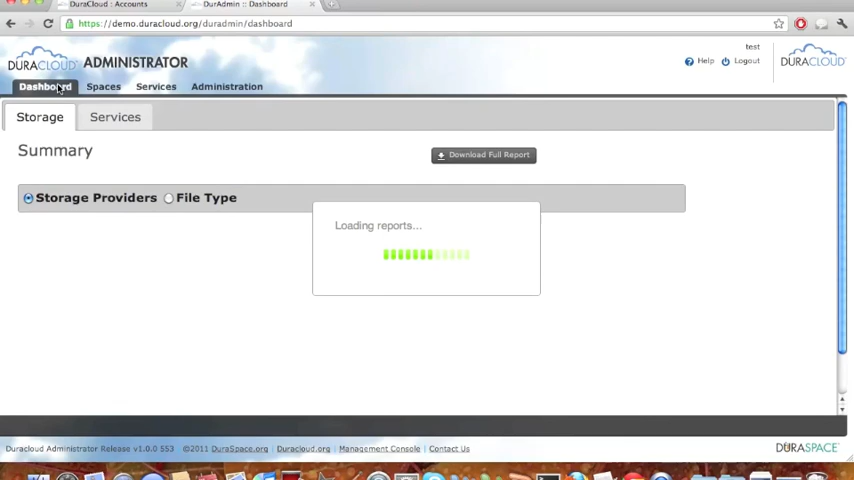 DuraCloud : Accounts
DurAdmin :: Dashboard
https://demo.duracloud.org/duradmin/dashboard
test
DURACLOUD ADMINISTRATOR
Help
Logout
DURACLOUD
Dashboard
Spaces
Services
Administration
Storage
Services
Summary
Download Full Report
Storage Providers
File Type
Loading reports...
Duracloud Administrator Release v1.0.0 553 ©2011 DuraSpace.org | Duracloud.org | Management Console | Contact Us
DURASPACE